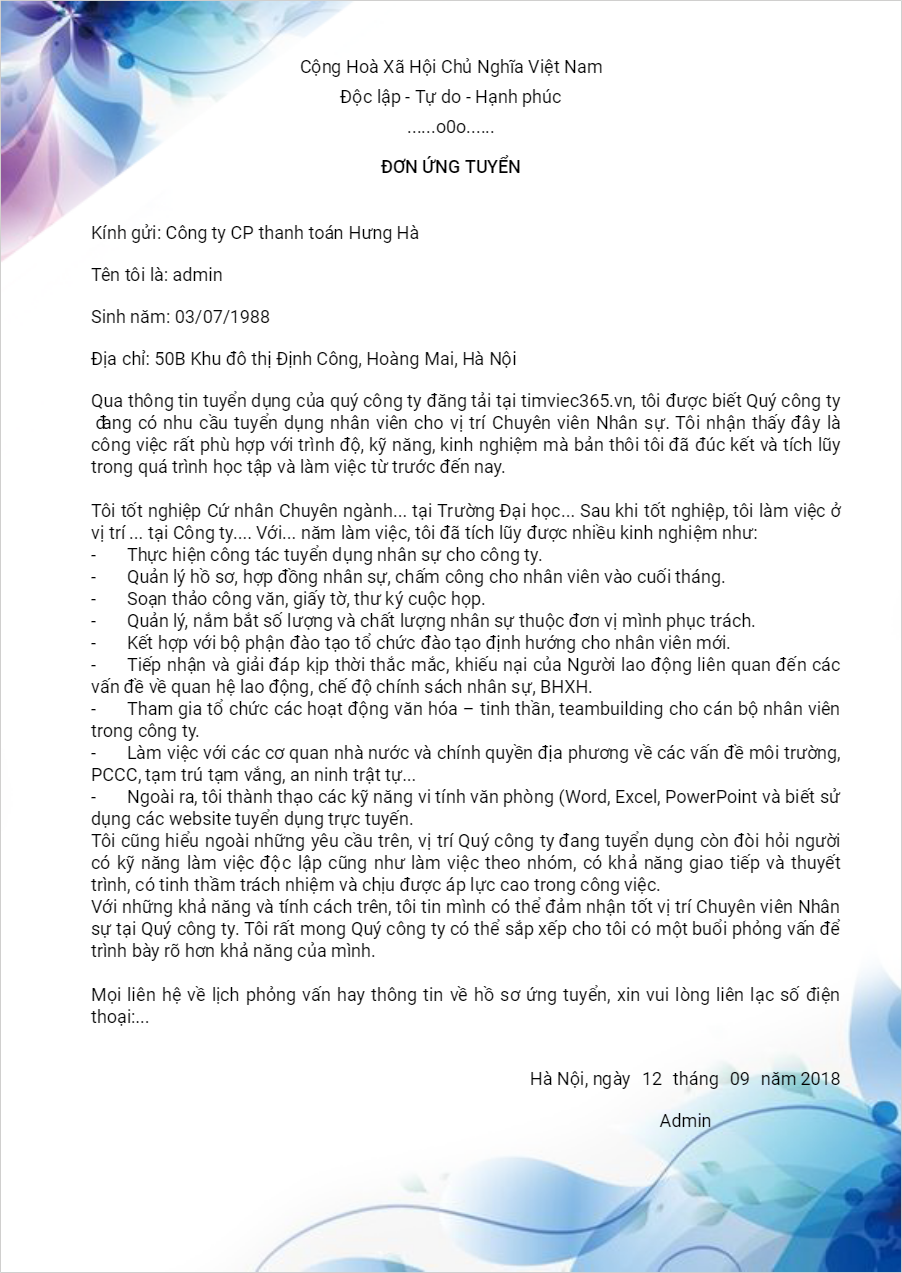 Cộng Hoà Xã Hội Chủ Nghĩa Việt Nam
Độc lập - Tự do - Hạnh phúc
......o0o......
ĐƠN ỨNG TUYỂN
Kính gửi: Công ty CP thanh toán Hưng Hà
Tên tôi là: admin
Sinh năm: 03/07/1988
Địa chỉ: 50B Khu đô thị Định Công, Hoàng Mai, Hà Nội
Qua thông tin tuyển dụng của quý công ty đăng tải tại timviec365.vn, tôi được biết Quý công ty
đang có nhu cầu tuyển dụng nhân viên cho vị trí Chuyên viên Nhân sự. Tôi nhận thấy đây là
công việc rất phù hợp với trình độ, kỹ năng, kinh nghiệm mà bản thôi tôi đã đúc kết và tích lũy
trong quá trình học tập và làm việc từ trước đến nay.
Tôi tốt nghiệp Cứ nhân Chuyên ngành... tại Trường Đại học... Sau khi tốt nghiệp, tôi làm việc ở
vị trí ... tại Công ty.... Với... năm làm việc, tôi đã tích lũy được nhiều kinh nghiệm như:
- Thực hiện công tác tuyển dụng nhân sự cho công ty.
- Quản lý hồ sơ, hợp đồng nhân sự, chấm công cho nhân viên vào cuối tháng.
- Soạn thảo công văn, giấy tờ, thư ký cuộc họp.
- Quản lý, nắm bắt số lượng và chất lượng nhân sự thuộc đơn vị mình phục trách.
- Kết hợp với bộ phận đào tạo tổ chức đào tạo định hướng cho nhân viên mới.
- Tiếp nhận và giải đáp kịp thời thắc mắc, khiếu nại của Người lao động liên quan đến các
vấn đề về quan hệ lao động, chế độ chính sách nhân sự, BHXH.
- Tham gia tổ chức các hoạt động văn hóa – tinh thần, teambuilding cho cán bộ nhân viên
trong công ty.
- Làm việc với các cơ quan nhà nước và chính quyền địa phương về các vấn đề môi trường,
PCCC, tạm trú tạm vắng, an ninh trật tự...
- Ngoài ra, tôi thành thạo các kỹ năng vi tính văn phòng (Word, Excel, PowerPoint và biết sử
dụng các website tuyển dụng trực tuyến.
Tôi cũng hiểu ngoài những yêu cầu trên, vị trí Quý công ty đang tuyển dụng còn đòi hỏi người
có kỹ năng làm việc độc lập cũng như làm việc theo nhóm, có khả năng giao tiếp và thuyết
trình, có tinh thầm trách nhiệm và chịu được áp lực cao trong công việc.
Với những khả năng và tính cách trên, tôi tin mình có thể đảm nhận tốt vị trí Chuyên viên Nhân
sự tại Quý công ty. Tôi rất mong Quý công ty có thể sắp xếp cho tôi có một buổi phỏng vấn để
trình bày rõ hơn khả năng của mình.
Mọi liên hệ về lịch phỏng vấn hay thông tin về hồ sơ ứng tuyển, xin vui lòng liên lạc số điện
thoại:...
Hà Nội, ngày 12 tháng 09 năm 2018
Admin